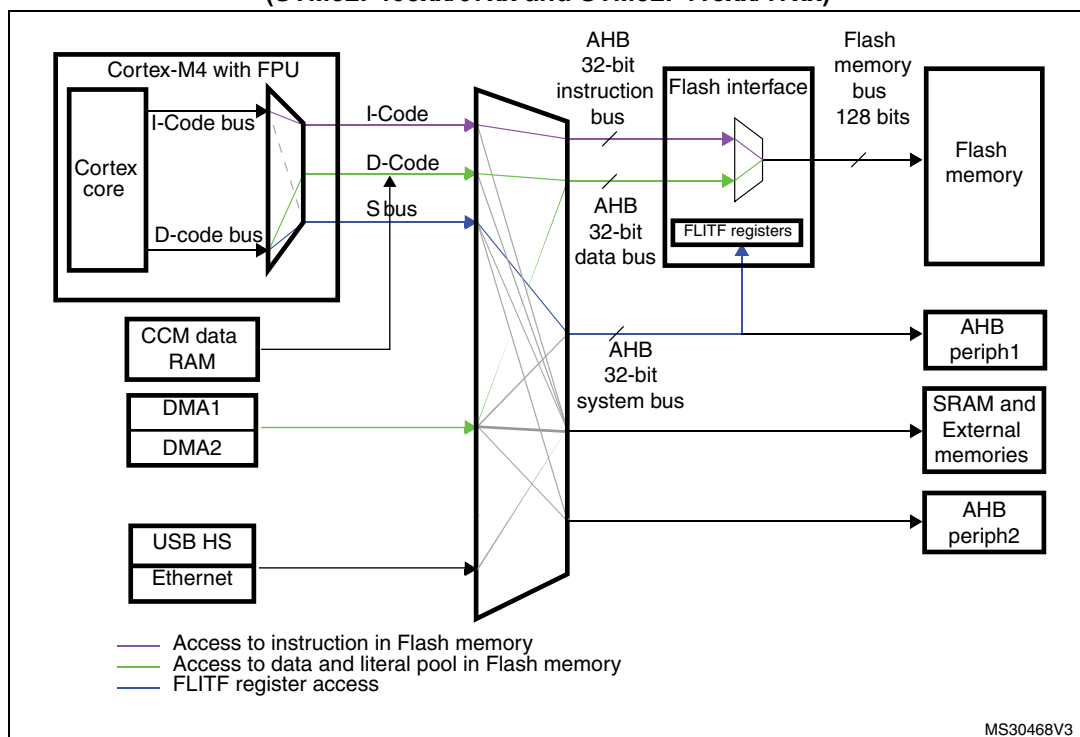 Cortex-M4 with FPU
Cortex
core
I-Code bus
D-code bus
I-Code
D-Code
S bus
CCM data
RAM
DMA1
DMA2
USB HS
Ethernet
AHB
32-bit
instruction
bus
AHB
32-bit
data bus
AHB
32-bit
system bus
Flash interface
FLITF registers
Flash
memory
bus
128 bits
Flash
memory
AHB
periph1
SRAM and
External
memories
AHB
periph2
Access to instruction in Flash memory
Access to data and literal pool in Flash memory
FLITF register access
MS30468V3